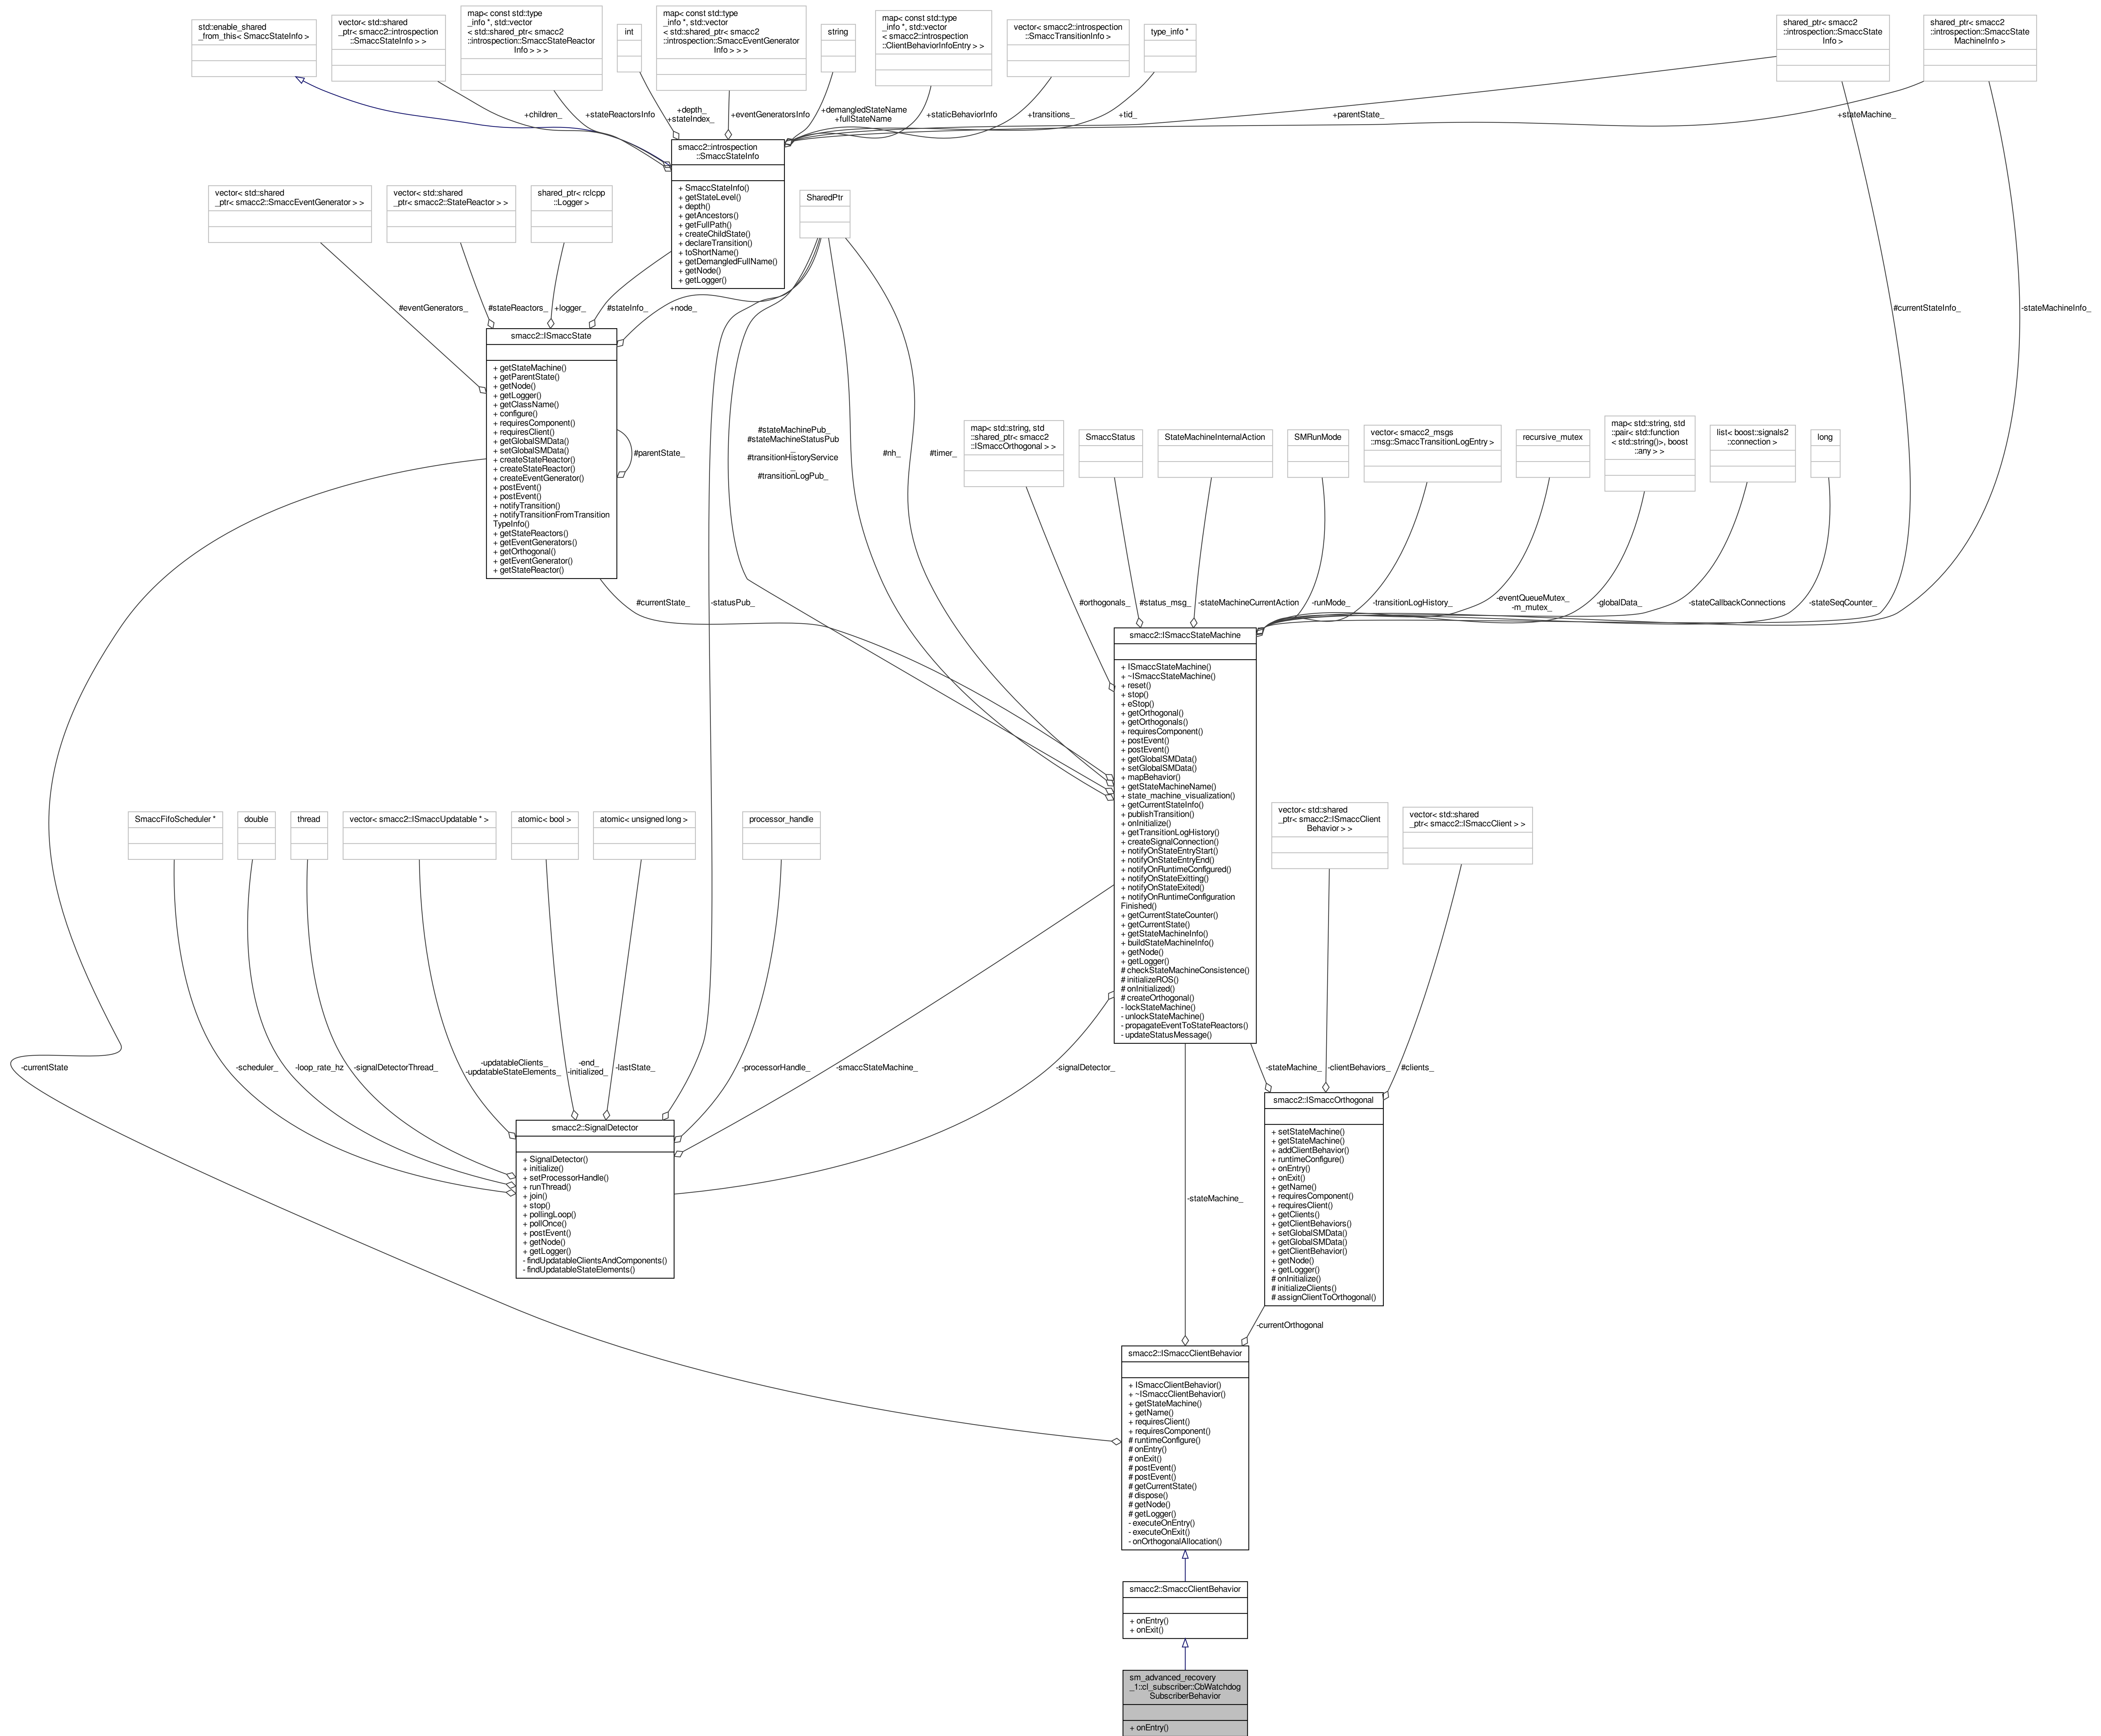 std::enable_shared
_from_this< SmaccStateInfo >
vector< std::shared
_ptr< smacc2::introspection
::SmaccStateInfo > >
map< const std::type
_info *, std::vector
< std::shared_ptr< smacc2
::introspection::SmaccStateReactor
Info > > >
int
map< const std::type
_info *, std::vector
< std::shared_ptr< smacc2
::introspection::SmaccEventGenerator
Info > > >
string
map< const std::type
_info *, std::vector
< smacc2::introspection
::ClientBehaviorInfoEntry > >
vector< smacc2::introspection
::SmaccTransitionInfo >
type_info *
shared_ptr< smacc2
::introspection::SmaccState
Info >
shared_ptr< smacc2
::introspection::SmaccState
MachineInfo >
+children_
+stateReactorsInfo
+depth_
+stateIndex_
+eventGeneratorsInfo
+demangledStateName
+fullStateName
+staticBehaviorInfo
+transitions_
+tid_
+parentState_
+stateMachine_
smacc2::introspection
::SmaccStateInfo
+ SmaccStateInfo()
+ getStateLevel()
+ depth()
+ getAncestors()
+ getFullPath()
+ createChildState()
+ declareTransition()
+ toShortName()
+ getDemangledFullName()
+ getNode()
+ getLogger()
vector< std::shared
_ptr< smacc2::SmaccEventGenerator > >
vector< std::shared
_ptr< smacc2::StateReactor > >
shared_ptr< rclcpp
::Logger >
SharedPtr
#eventGenerators_
#stateReactors_
+logger_
#stateInfo_
+node_
#currentStateInfo_
-stateMachineInfo_
smacc2::ISmaccState
+ getStateMachine()
+ getParentState()
+ getNode()
+ getLogger()
+ getClassName()
+ configure()
+ requiresComponent()
+ requiresClient()
+ getGlobalSMData()
+ setGlobalSMData()
+ createStateReactor()
+ createStateReactor()
+ createEventGenerator()
+ postEvent()
+ postEvent()
+ notifyTransition()
+ notifyTransitionFromTransition
TypeInfo()
+ getStateReactors()
+ getEventGenerators()
+ getOrthogonal()
+ getEventGenerator()
+ getStateReactor()
#parentState_
#stateMachinePub_
#stateMachineStatusPub
_
#transitionHistoryService
_
#transitionLogPub_
#nh_
#timer_
map< std::string, std
::shared_ptr< smacc2
::ISmaccOrthogonal > >
SmaccStatus
StateMachineInternalAction
SMRunMode
vector< smacc2_msgs
::msg::SmaccTransitionLogEntry >
recursive_mutex
map< std::string, std
::pair< std::function
< std::string()>, boost
::any > >
list< boost::signals2
::connection >
long
#currentState_
-statusPub_
#orthogonals_
#status_msg_
-stateMachineCurrentAction
-runMode_
-transitionLogHistory_
-eventQueueMutex_
-m_mutex_
-globalData_
-stateCallbackConnections
-stateSeqCounter_
smacc2::ISmaccStateMachine
+ ISmaccStateMachine()
+ ~ISmaccStateMachine()
+ reset()
+ stop()
+ eStop()
+ getOrthogonal()
+ getOrthogonals()
+ requiresComponent()
+ postEvent()
+ postEvent()
+ getGlobalSMData()
+ setGlobalSMData()
+ mapBehavior()
+ getStateMachineName()
+ state_machine_visualization()
+ getCurrentStateInfo()
+ publishTransition()
+ onInitialize()
+ getTransitionLogHistory()
+ createSignalConnection()
+ notifyOnStateEntryStart()
+ notifyOnStateEntryEnd()
+ notifyOnRuntimeConfigured()
+ notifyOnStateExitting()
+ notifyOnStateExited()
+ notifyOnRuntimeConfiguration
Finished()
+ getCurrentStateCounter()
+ getCurrentState()
+ getStateMachineInfo()
+ buildStateMachineInfo()
+ getNode()
+ getLogger()
# checkStateMachineConsistence()
# initializeROS()
# onInitialized()
# createOrthogonal()
- lockStateMachine()
- unlockStateMachine()
- propagateEventToStateReactors()
- updateStatusMessage()
SmaccFifoScheduler *
double
thread
vector< smacc2::ISmaccUpdatable * >
atomic< bool >
atomic< unsigned long >
processor_handle
vector< std::shared
_ptr< smacc2::ISmaccClient
Behavior > >
vector< std::shared
_ptr< smacc2::ISmaccClient > >
-currentState
-scheduler_
-loop_rate_hz
-signalDetectorThread_
-updatableClients_
-updatableStateElements_
-end_
-initialized_
-lastState_
-processorHandle_
-smaccStateMachine_
-signalDetector_
-stateMachine_
-clientBehaviors_
#clients_
smacc2::SignalDetector
+ SignalDetector()
+ initialize()
+ setProcessorHandle()
+ runThread()
+ join()
+ stop()
+ pollingLoop()
+ pollOnce()
+ postEvent()
+ getNode()
+ getLogger()
- findUpdatableClientsAndComponents()
- findUpdatableStateElements()
smacc2::ISmaccOrthogonal
+ setStateMachine()
+ getStateMachine()
+ addClientBehavior()
+ runtimeConfigure()
+ onEntry()
+ onExit()
+ getName()
+ requiresComponent()
+ requiresClient()
+ getClients()
+ getClientBehaviors()
+ setGlobalSMData()
+ getGlobalSMData()
+ getClientBehavior()
+ getNode()
+ getLogger()
# onInitialize()
# initializeClients()
# assignClientToOrthogonal()
-stateMachine_
-currentOrthogonal
smacc2::ISmaccClientBehavior
+ ISmaccClientBehavior()
+ ~ISmaccClientBehavior()
+ getStateMachine()
+ getName()
+ requiresClient()
+ requiresComponent()
# runtimeConfigure()
# onEntry()
# onExit()
# postEvent()
# postEvent()
# getCurrentState()
# dispose()
# getNode()
# getLogger()
- executeOnEntry()
- executeOnExit()
- onOrthogonalAllocation()
smacc2::SmaccClientBehavior
+ onEntry()
+ onExit()
sm_advanced_recovery
_1::cl_subscriber::CbWatchdog
SubscriberBehavior
+ onEntry()